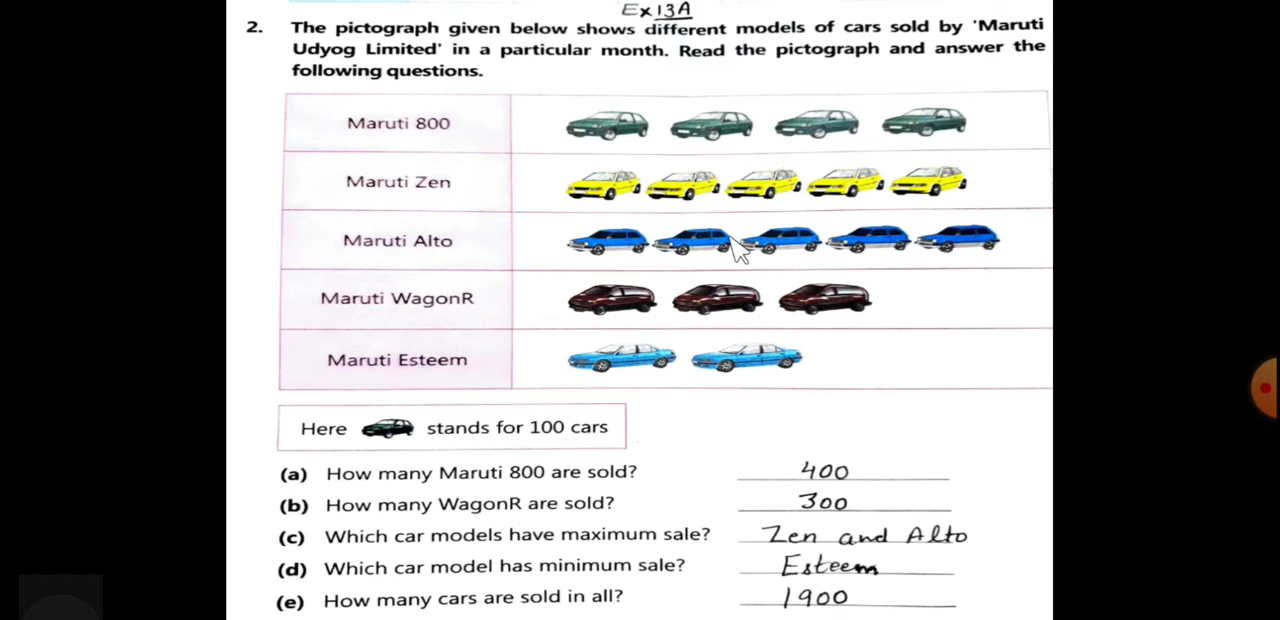 Ex 13A
2. The pictograph given below shows different models of cars sold by 'Maruti
Udyog Limited' in a particular month. Read the pictograph and answer the
following questions.
Maruti 800
Maruti Zen
Maruti Alto
Maruti WagonR
Maruti Esteem
Here stands for 100 cars
(a) How many Maruti 800 are sold? 400
(b) How many WagonR are sold? 300
(c) Which car models have maximum sale? Zen and Alto
(d) Which car model has minimum sale? Esteem
(e) How many cars are sold in all? 1900